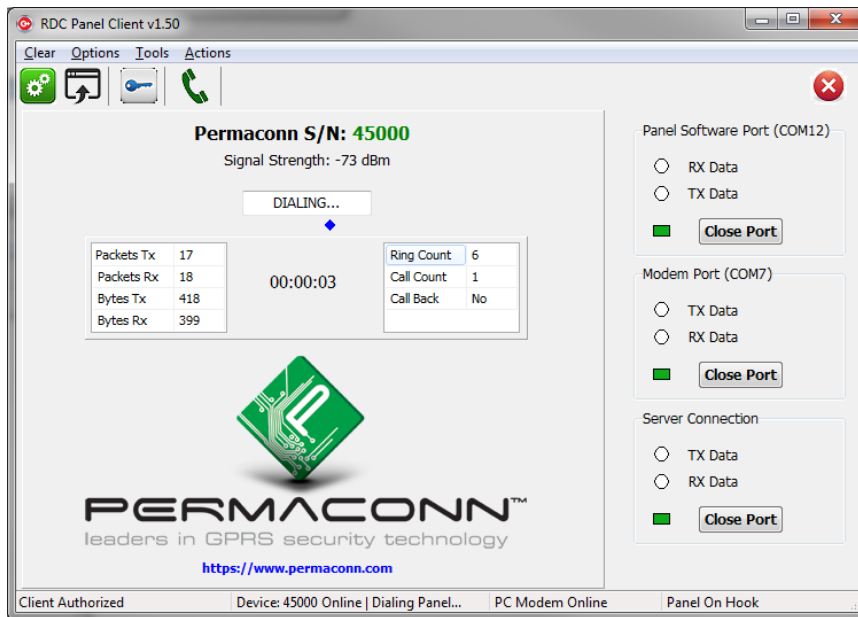 RDC Panel Client v1.50
Clear Options Tools Actions
Permaconn S/N: 45000
Signal Strength: -73 dBm
DIALING...
Packets Tx 17
Packets Rx 18
Bytes Tx 418
Bytes Rx 399
00:00:03
Ring Count 6
Call Count 1
Call Back No
P
PERMACONN™
leaders in GPRS security technology
https://www.permaconn.com
Panel Software Port (COM12)
RX Data
TX Data
Close Port
Modem Port (COM7)
TX Data
RX Data
Close Port
Server Connection
TX Data
RX Data
Close Port
Client Authorized Device: 45000 Online | Dialing Panel... PC Modem Online Panel On Hook